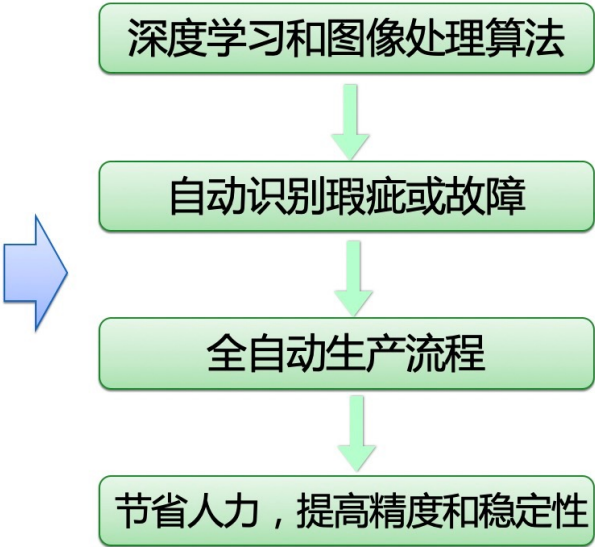 深度学习和图像处理算法
自动识别瑕疵或故障
全自动生产流程
节省人力，提高精度和稳定性